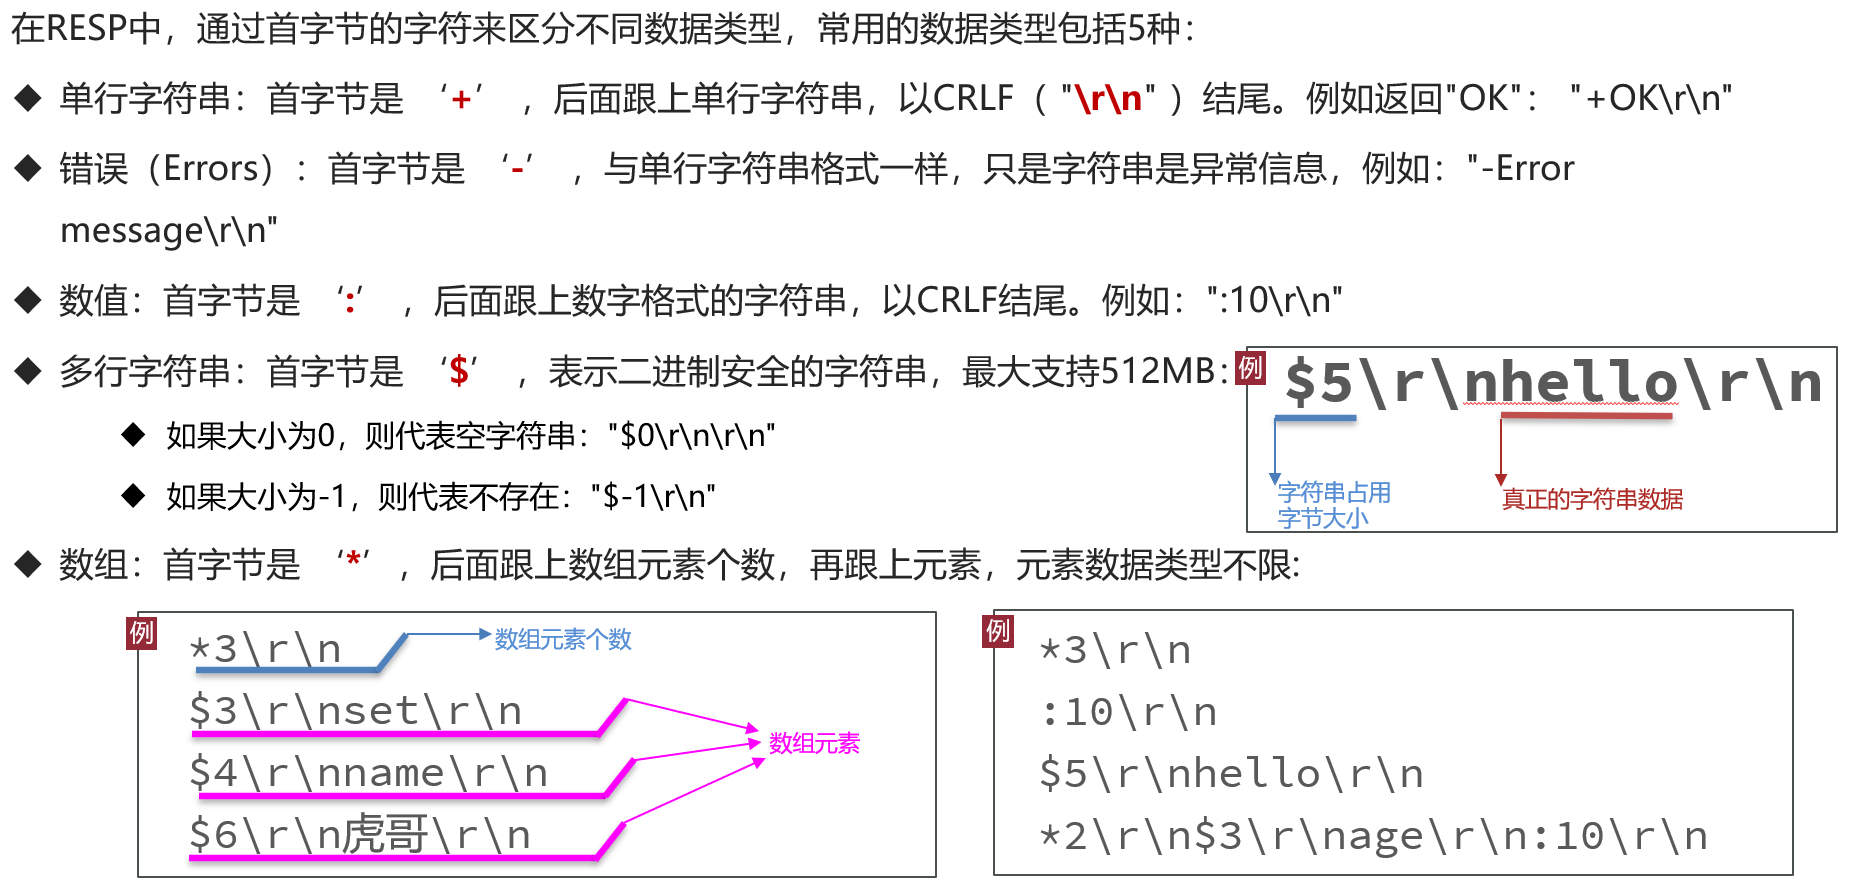 在RESP中，通过首字节的字符来区分不同数据类型，常用的数据类型包括5种：
◆ 单行字符串：首字节是 ‘+’ ，后面跟上单行字符串，以CRLF（ "\r\n" ）结尾。例如返回"OK"： "+OK\r\n"
◆ 错误（Errors）：首字节是 ‘-’ ，与单行字符串格式一样，只是字符串是异常信息，例如："-Error
message\r\n"
◆ 数值：首字节是 ‘:’ ，后面跟上数字格式的字符串，以CRLF结尾。例如：":10\r\n"
◆ 多行字符串：首字节是 ‘$’ ，表示二进制安全的字符串，最大支持512MB：
◆ 如果大小为0，则代表空字符串："$0\r\n\r\n"
◆ 如果大小为-1，则代表不存在："$-1\r\n"
例
$5\r\nhello\r\n
字符串占用
字节大小
真正的字符串数据
◆ 数组：首字节是 ‘*’ ，后面跟上数组元素个数，再跟上元素，元素数据类型不限:
例
*3\r\n
数组元素个数
$3\r\nset\r\n
$4\r\nname\r\n
$6\r\n虎哥\r\n
数组元素
例
*3\r\n
:10\r\n
$5\r\nhello\r\n
*2\r\n$3\r\nage\r\n:10\r\n